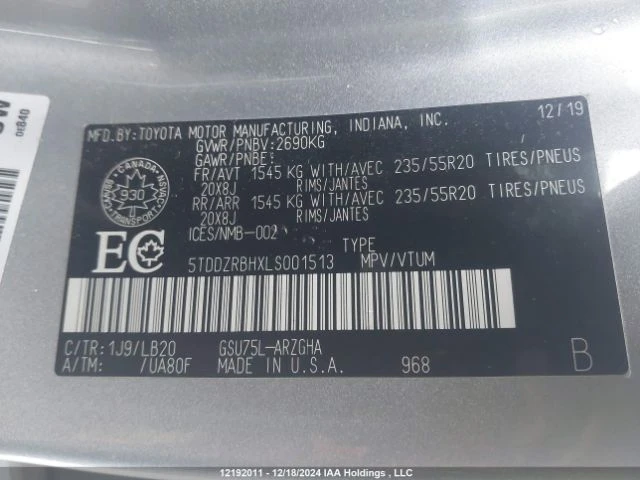 12/19
MFD.BY:TOYOTA MOTOR MANUFACTURING, INDIANA, INC.
GVWR/PNBV:2690KG
GAWR/PNBE:
FR/AVT 1545 KG WITH/AVEC 235/55R20 TIRES/PNEUS
20X8J RIMS/JANTES
RR/ARR 1545 KG WITH/AVEC 235/55R20 TIRES/PNEUS
20X8J RIMS/JANTES
ICES/NMB-002
TYPE
5TDDZRBHXLS001513 MPV/VTUM
CANADA
930
TRANSPORT
EC
C/TR:1J9/LB20 GSU75L-ARZGHA
A/TM: /UA80F MADE IN U.S.A. 968 B
0E840
12192011 - 12/18/2024 IAA Holdings , LLC